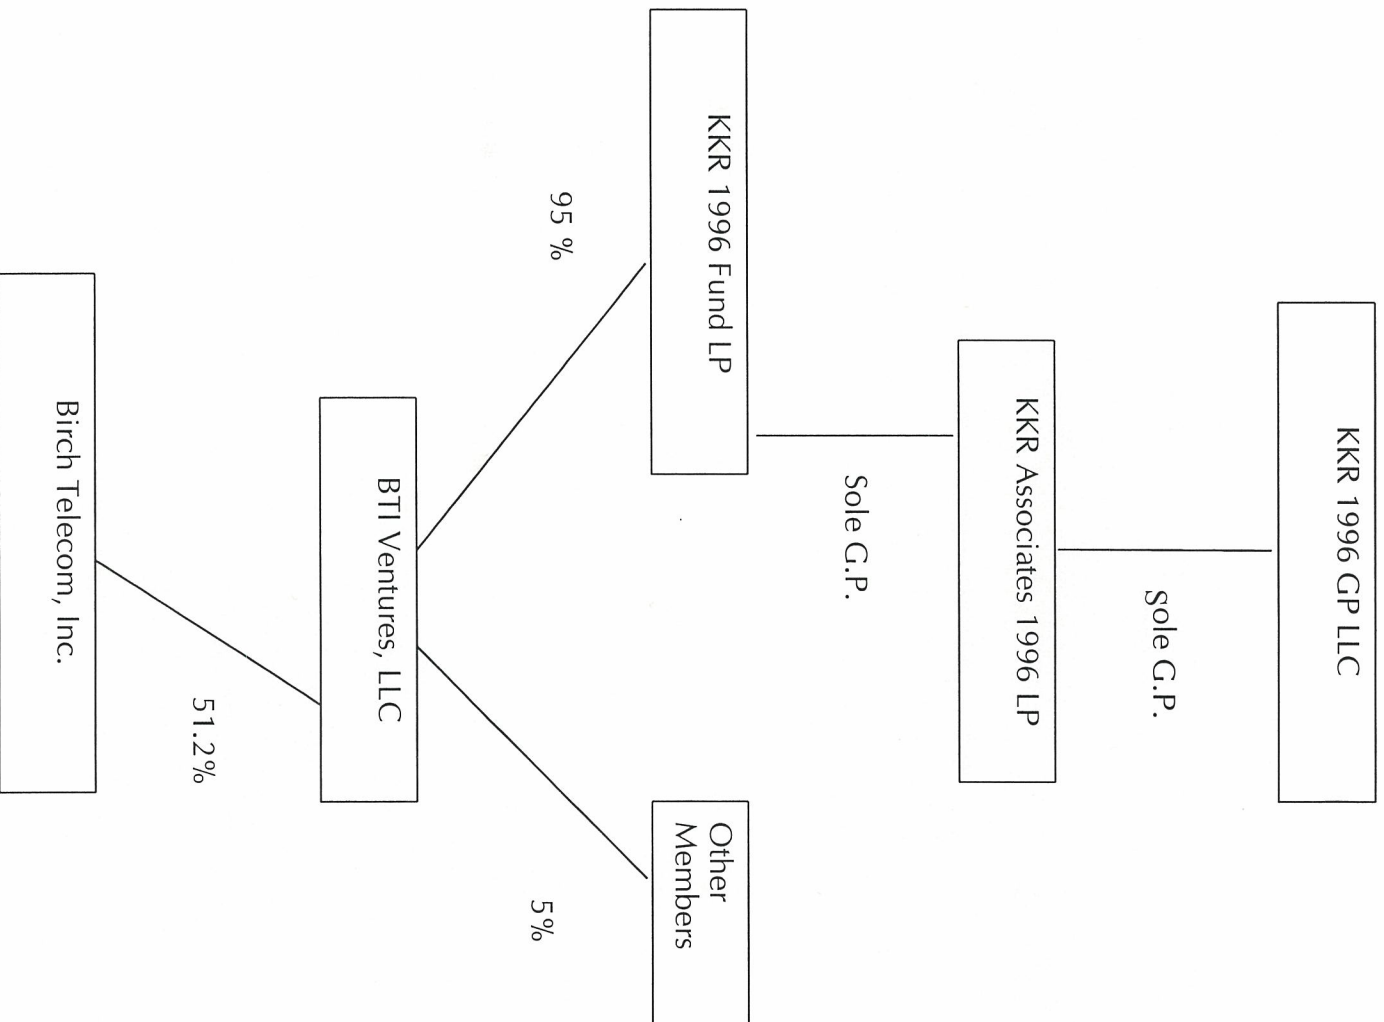 KKR 1996 GP LLC
Sole G.P.
KKR Associates 1996 LP
Sole G.P.
KKR 1996 Fund LP
Other
Members
95 %
5%
BTI Ventures, LLC
51.2%
Birch Telecom, Inc.